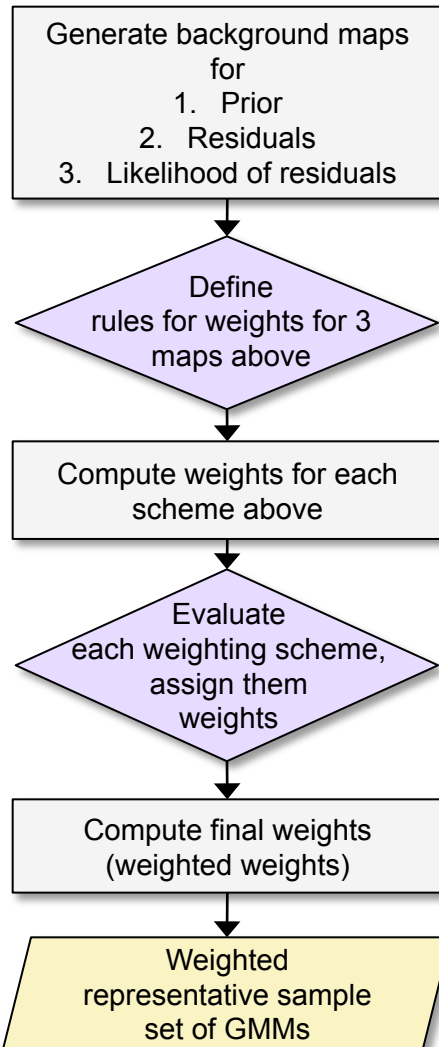 Generate background maps
for
1. Prior
2. Residuals
3. Likelihood of residuals
Define
rules for weights for 3
maps above
Compute weights for each
scheme above
Evaluate
each weighting scheme,
assign them
weights
Compute final weights
(weighted weights)
Weighted
representative sample
set of GMMs